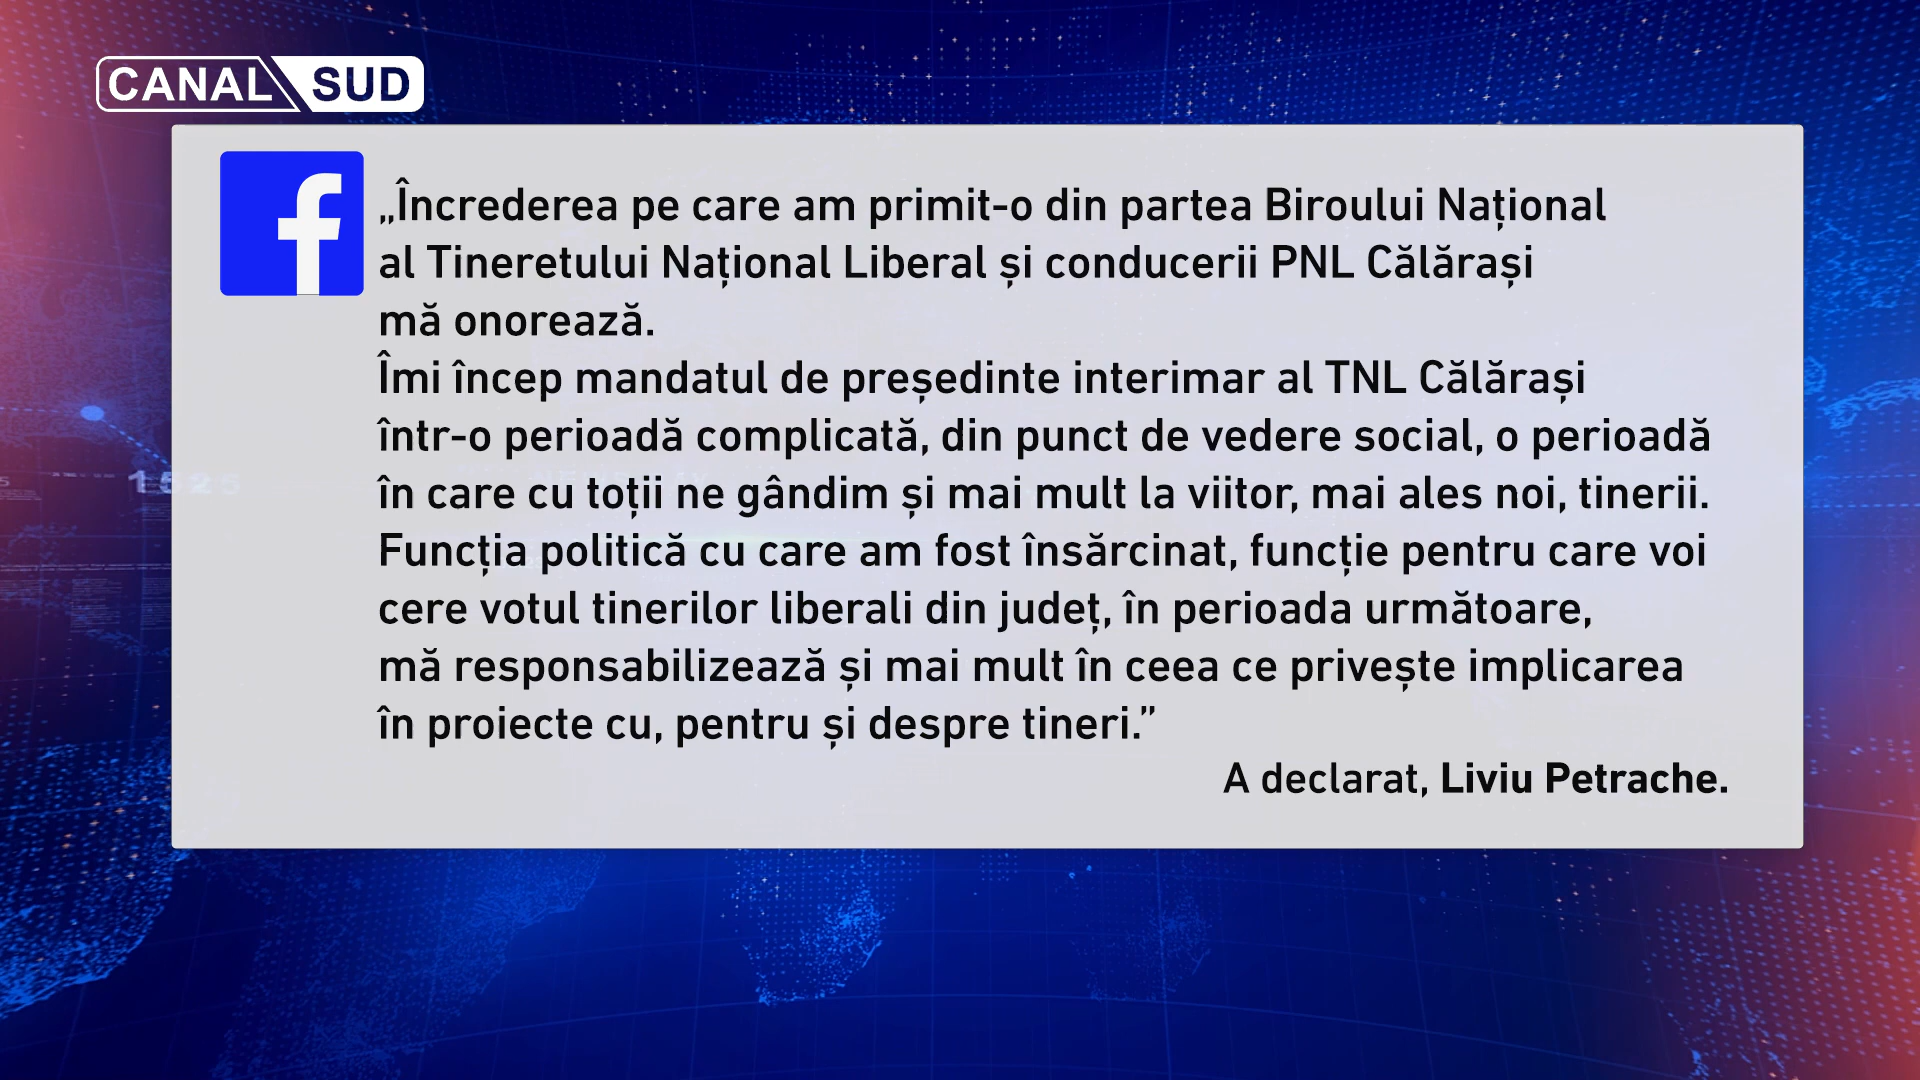 CANAL SUD
„Încrederea pe care am primit-o din partea Biroului Național
al Tineretului Național Liberal și conducerii PNL Călărași
mă onorează.
Îmi încep mandatul de președinte interimar al TNL Călărași
într-o perioadă complicată, din punct de vedere social, o perioadă
în care cu toții ne gândim și mai mult la viitor, mai ales noi, tinerii.
Funcția politică cu care am fost însărcinat, funcție pentru care voi
cere votul tinerilor liberali din județ, în perioada următoare,
mă responsabilizează și mai mult în ceea ce privește implicarea
în proiecte cu, pentru și despre tineri.”
A declarat, Liviu Petrache.
1525